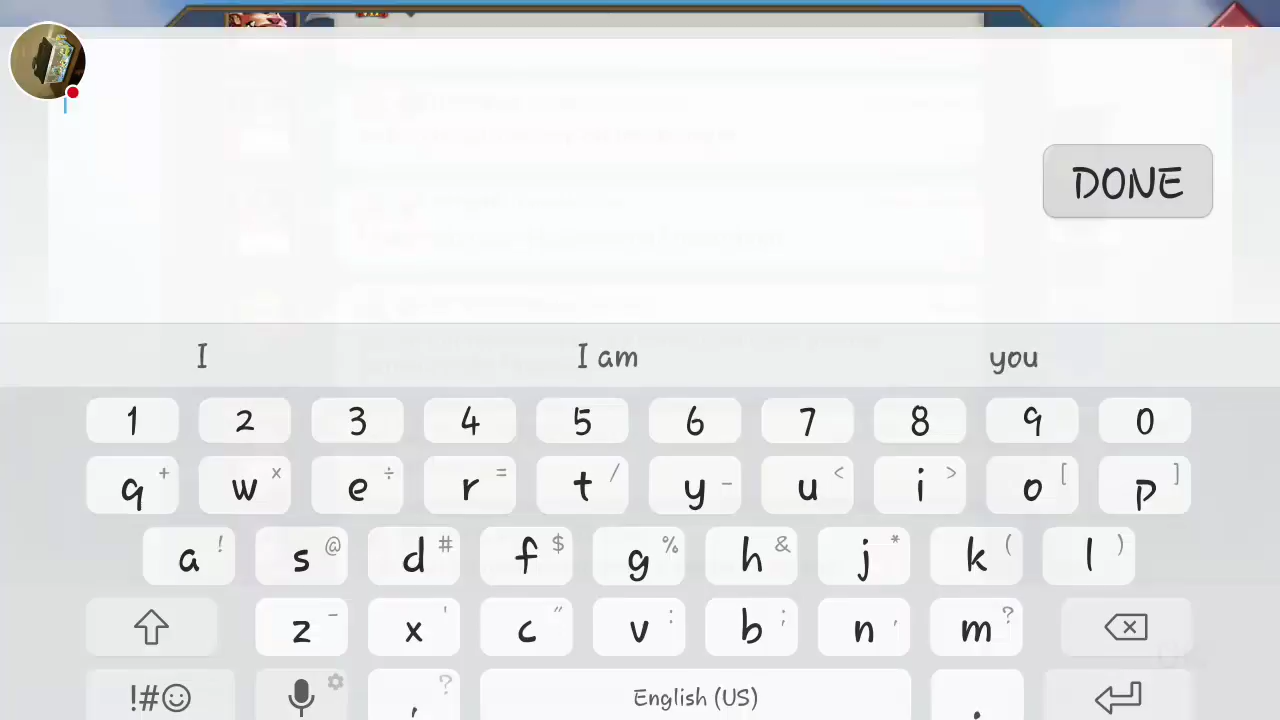 DONE
I I am you
1 2 3 4 5 6 7 8 9 0
q + w × e ÷ r = t / y _ u < i > o [ p ]
a ! s @ d # f $ g % h & j * k ( l )
z - x ' c " v : b ; n , m ?
!#☺ , ? English (US) .